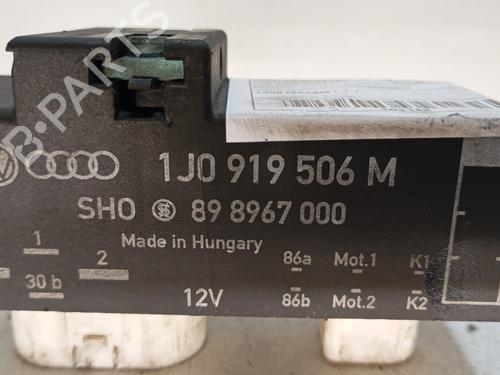 B-PARTS
1J0 919 506 M
SHO 89 8967 000
Made in Hungary
1
2
30 b
12V
86a Mot.1 K1
86b Mot.2 K2